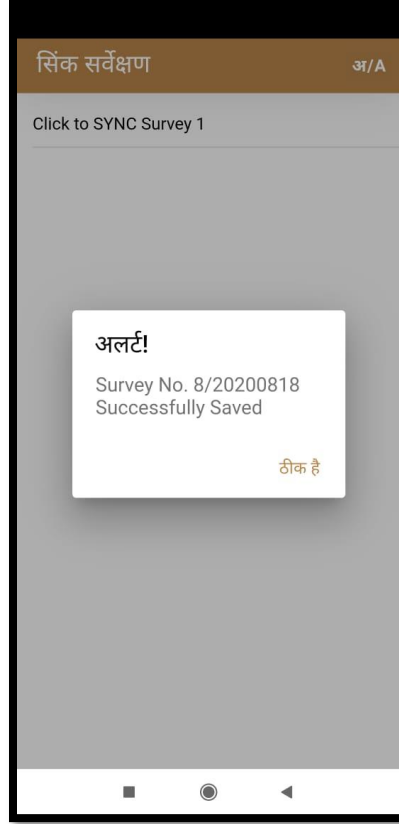 सिंक सर्वेक्षण
अ/A
Click to SYNC Survey 1
अलर्ट!
Survey No. 8/20200818
Successfully Saved
ठीक है